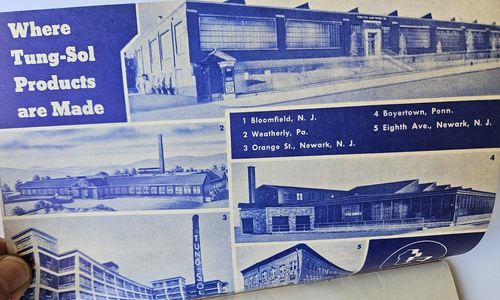 Where
Tung-Sol
Products
are Made
1 Bloomfield, N. J.
2 Weatherly, Pa.
3 Orange St., Newark, N. J.
4 Boyertown, Penn.
5 Eighth Ave., Newark, N. J.
2
4
3
TUNG-SOL
5